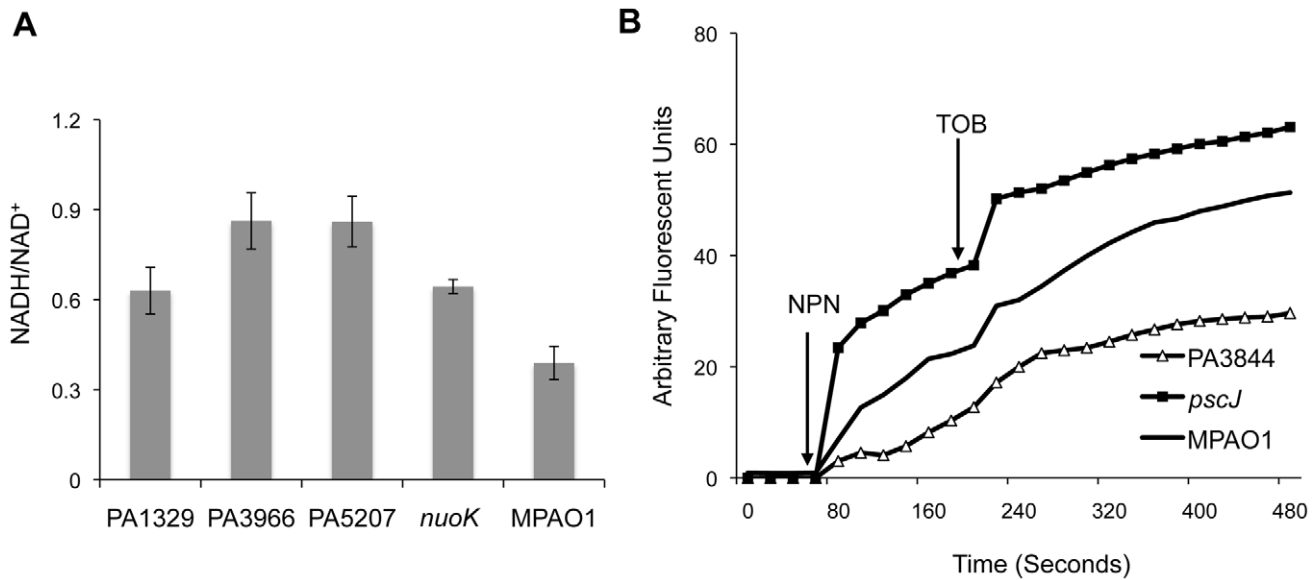 A
NADH/NAD+
1.2
0.9
0.6
0.3
0
PA1329 PA3966 PA5207 nuoK MPAO1
B
Arbitrary Fluorescent Units
80
60
40
20
0
NPN
TOB
PA3844
pscJ
MPAO1
0 80 160 240 320 400 480
Time (Seconds)